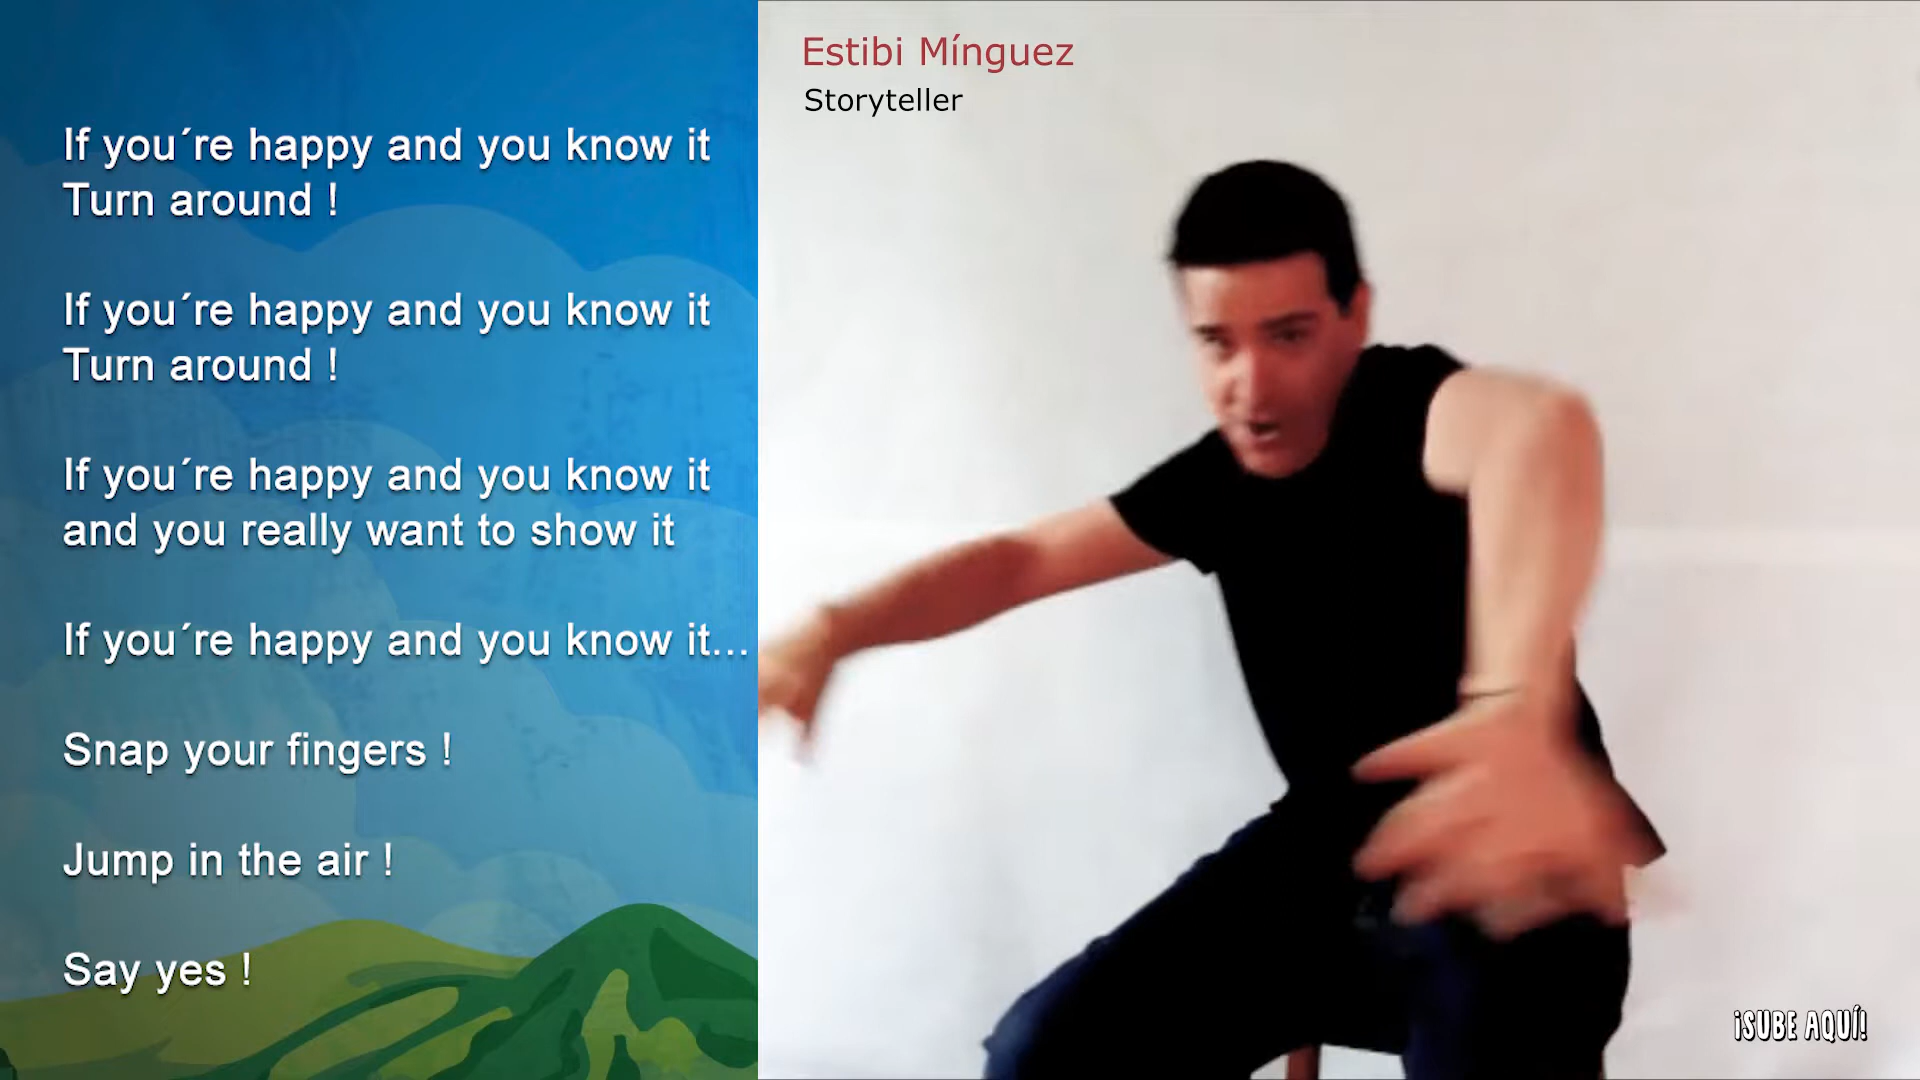 If you´re happy and you know it
Turn around !
If you´re happy and you know it
Turn around !
If you´re happy and you know it
and you really want to show it
If you´re happy and you know it...
Snap your fingers !
Jump in the air !
Say yes !
Estibi Mínguez
Storyteller
¡SUBE AQUÍ!